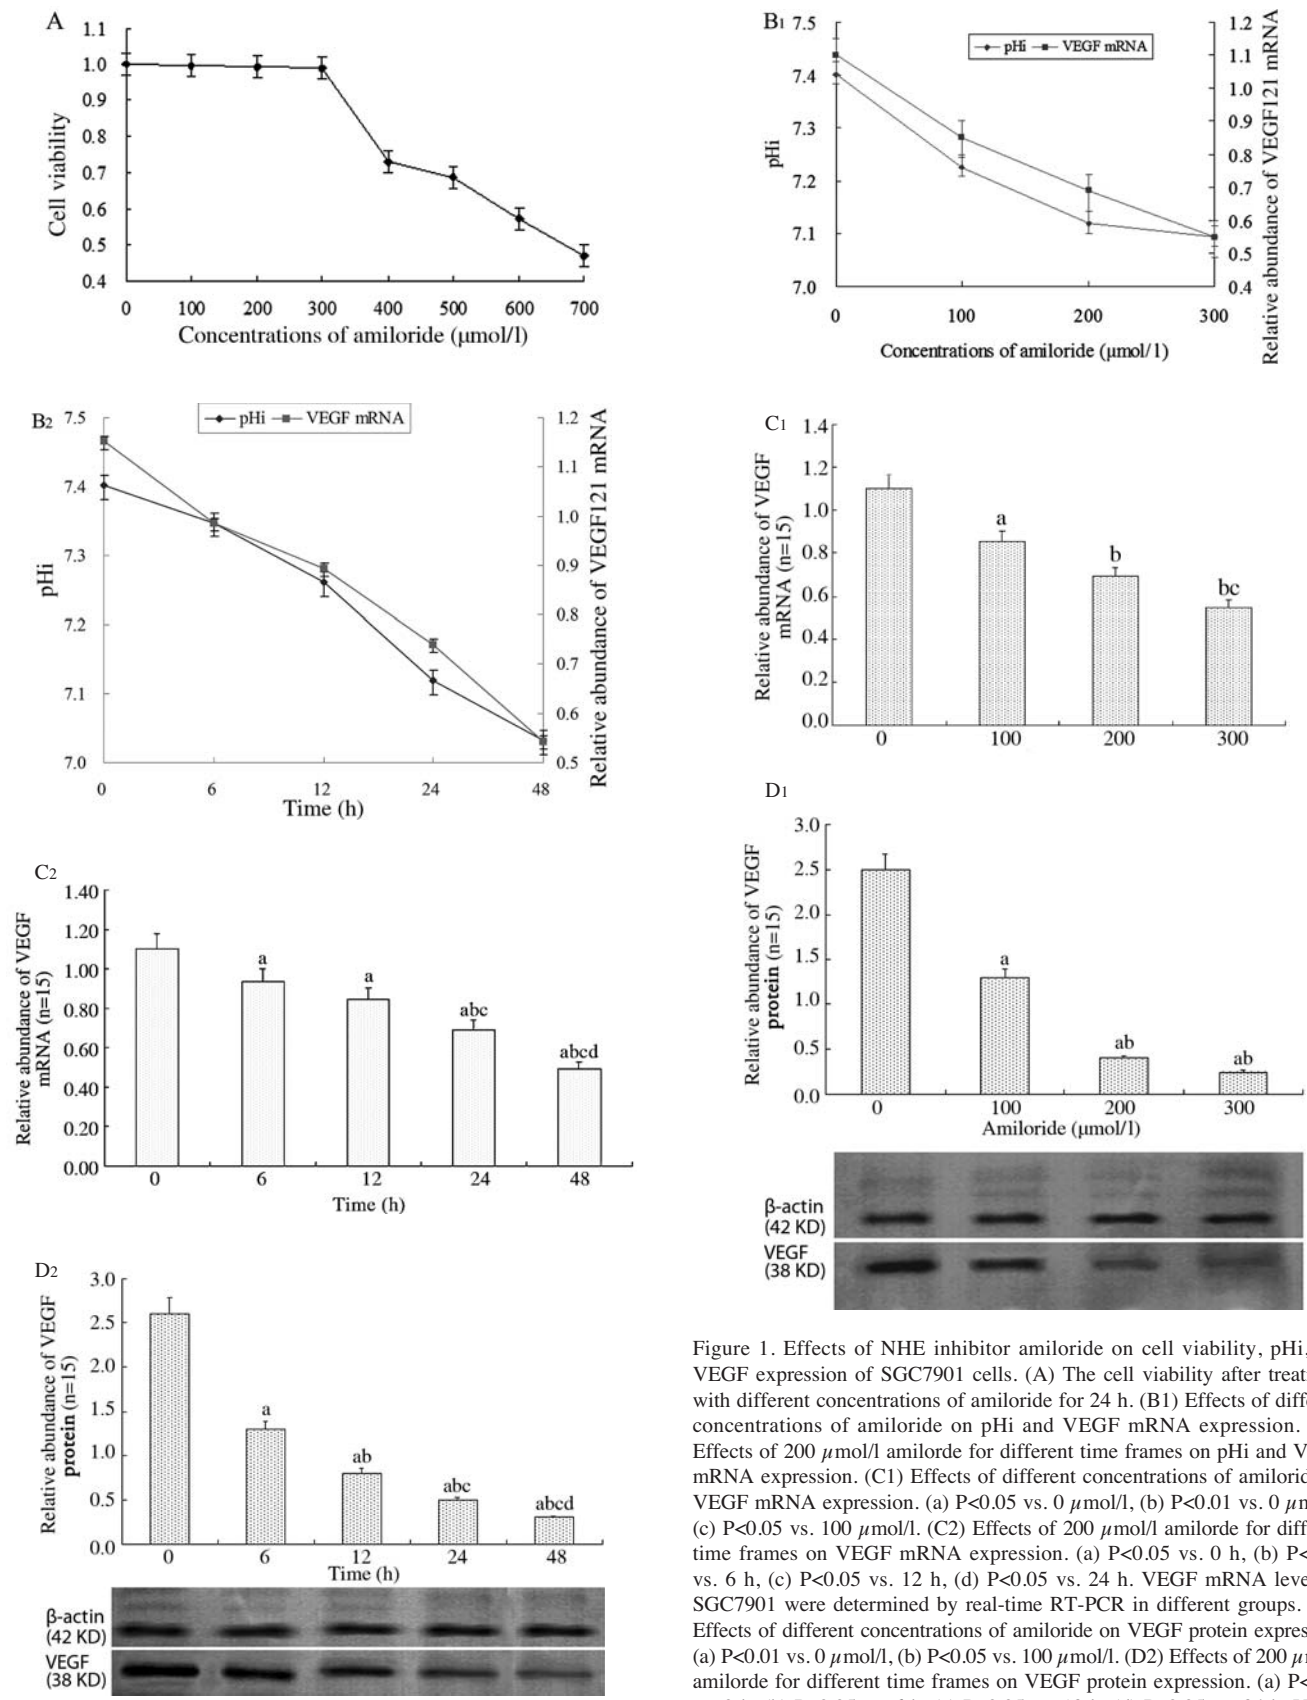 A
1.1
1.0
0.9
0.8
0.7
0.6
0.5
0.4
Cell viability
0 100 200 300 400 500 600 700
Concentrations of amiloride (µmol/l)
B1
7.5
7.4
7.3
7.2
7.1
7.0
pHi
pHi VEGF mRNA
1.2
1.1
1.0
0.9
0.8
0.7
0.6
0.5
0.4
Relative abundance of VEGF121 mRNA
0 100 200 300
Concentrations of amiloride (µmol/l)
B2
7.5
7.4
7.3
7.2
7.1
7.0
pHi
pHi VEGF mRNA
1.2
1.1
1.0
0.9
0.8
0.7
0.6
0.5
Relative abundance of VEGF121 mRNA
0 6 12 24 48
Time (h)
C1
1.4
1.2
1.0
0.8
0.6
0.4
0.2
0.0
Relative abundance of VEGF
mRNA (n=15)
a
b
bc
0 100 200 300
C2
1.40
1.20
1.00
0.80
0.60
0.40
0.20
0.00
Relative abundance of VEGF
mRNA (n=15)
a
a
abc
abcd
0 6 12 24 48
Time (h)
D1
3.0
2.5
2.0
1.5
1.0
0.5
0.0
Relative abundance of VEGF
protein (n=15)
a
ab
ab
0 100 200 300
Amiloride (µmol/l)
β-actin
(42 KD)
VEGF
(38 KD)
D2
3.0
2.5
2.0
1.5
1.0
0.5
0.0
Relative abundance of VEGF
protein (n=15)
a
ab
abc
abcd
0 6 12 24 48
Time (h)
β-actin
(42 KD)
VEGF
(38 KD)
Figure 1. Effects of NHE inhibitor amiloride on cell viability, pHi,
VEGF expression of SGC7901 cells. (A) The cell viability after treat
with different concentrations of amiloride for 24 h. (B1) Effects of diffe
concentrations of amiloride on pHi and VEGF mRNA expression.
Effects of 200 µmol/l amilorde for different time frames on pHi and V
mRNA expression. (C1) Effects of different concentrations of amilorid
VEGF mRNA expression. (a) P<0.05 vs. 0 µmol/l, (b) P<0.01 vs. 0 µm
(c) P<0.05 vs. 100 µmol/l. (C2) Effects of 200 µmol/l amilorde for diffe
time frames on VEGF mRNA expression. (a) P<0.05 vs. 0 h, (b) P<
vs. 6 h, (c) P<0.05 vs. 12 h, (d) P<0.05 vs. 24 h. VEGF mRNA leve
SGC7901 were determined by real-time RT-PCR in different groups.
Effects of different concentrations of amiloride on VEGF protein expres
(a) P<0.01 vs. 0 µmol/l, (b) P<0.05 vs. 100 µmol/l. (D2) Effects of 200 µ
amilorde for different time frames on VEGF protein expression. (a) P<